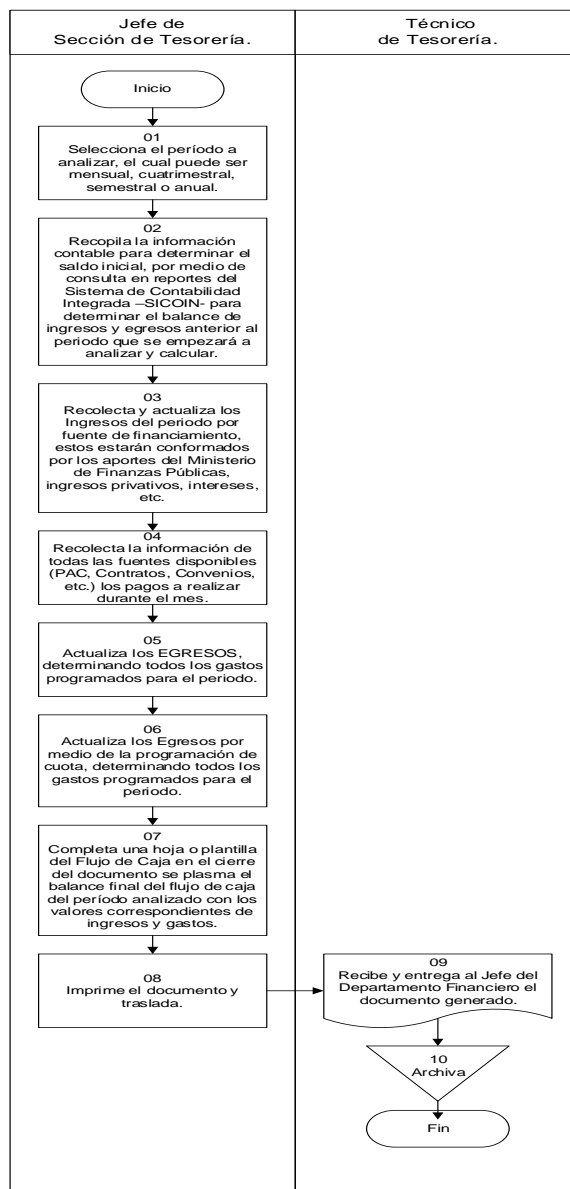 Jefe de
Sección de Tesorería.
Técnico
de Tesorería.
Inicio
01
Selecciona el período a
analizar, el cual puede ser
mensual, cuatrimestral,
semestral o anual.
02
Recopila la información
contable para determinar el
saldo inicial, por medio de
consulta en reportes del
Sistema de Contabilidad
Integrada –SICOIN- para
determinar el balance de
ingresos y egresos anterior al
periodo que se empezará a
analizar y calcular.
03
Recolecta y actualiza los
Ingresos del periodo por
fuente de financiamiento,
estos estarán conformados
por los aportes del Ministerio
de Finanzas Públicas,
ingresos privativos, intereses,
etc.
04
Recolecta la información de
todas las fuentes disponibles
(PAC, Contratos, Convenios,
etc.) los pagos a realizar
durante el mes.
05
Actualiza los EGRESOS,
determinando todos los gastos
programados para el periodo.
06
Actualiza los Egresos por
medio de la programación de
cuota, determinando todos los
gastos programados para el
periodo.
07
Completa una hoja o plantilla
del Flujo de Caja en el cierre
del documento se plasma el
balance final del flujo de caja
del período analizado con los
valores correspondientes de
ingresos y gastos.
08
Imprime el documento y
traslada.
09
Recibe y entrega al Jefe del
Departamento Financiero el
documento generado.
10
Archiva
Fin